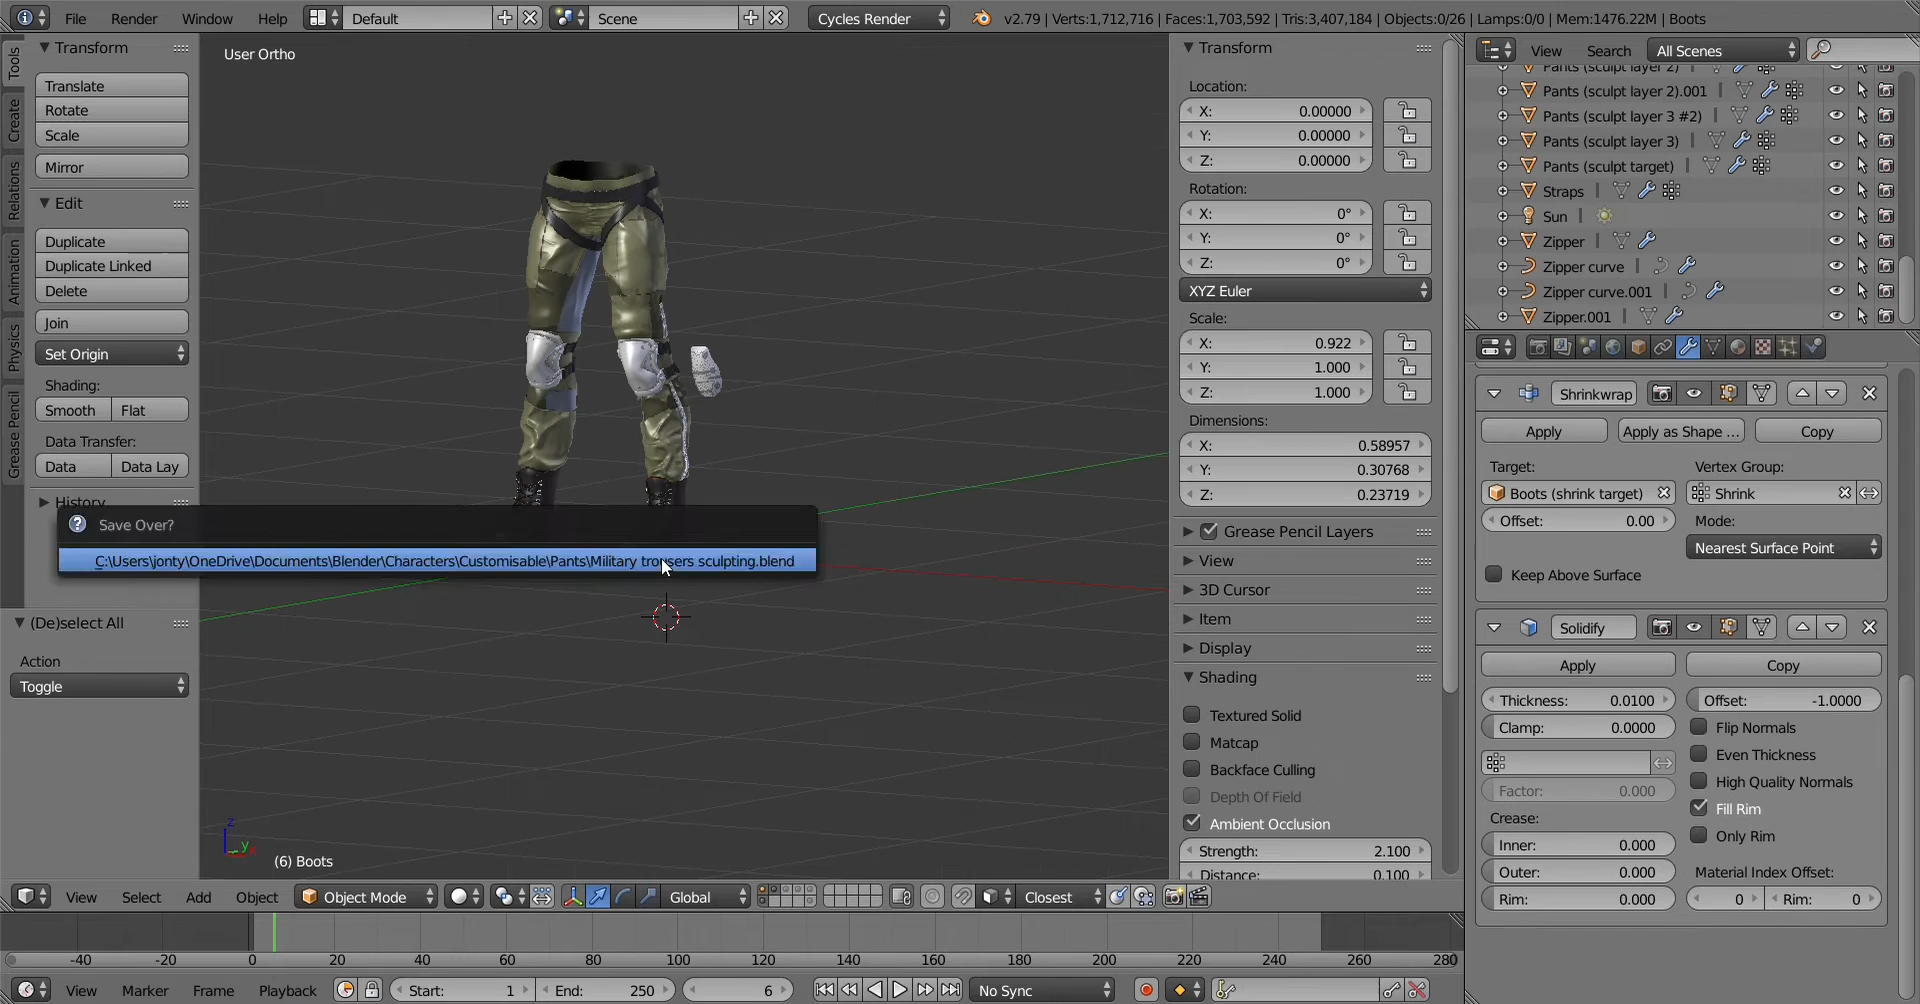 File Render Window Help
Default
Scene
Cycles Render
v2.79 | Verts:1,712,716 | Faces:1,703,592 | Tris:3,407,184 | Objects:0/26 | Lamps:0/0 | Mem:1476.22M | Boots
Tools
Create
Relations
Animation
Physics
Grease Pencil
Transform
Translate
Rotate
Scale
Mirror
Edit
Duplicate
Duplicate Linked
Delete
Join
Set Origin
Shading:
Smooth Flat
Data Transfer:
Data Data Lay
History
(De)select All
Action
Toggle
User Ortho
Save Over?
C:\Users\jonty\OneDrive\Documents\Blender\Characters\Customisable\Pants\Military trousers sculpting.blend
z
y
x
(6) Boots
Transform
Location:
X: 0.00000
Y: 0.00000
Z: 0.00000
Rotation:
X: 0°
Y: 0°
Z: 0°
XYZ Euler
Scale:
X: 0.922
Y: 1.000
Z: 1.000
Dimensions:
X: 0.58957
Y: 0.30768
Z: 0.23719
Grease Pencil Layers
View
3D Cursor
Item
Display
Shading
Textured Solid
Matcap
Backface Culling
Depth Of Field
Ambient Occlusion
Strength: 2.100
Distance: 0.100
View Search All Scenes
Pants (sculpt layer 2)
Pants (sculpt layer 2).001
Pants (sculpt layer 3 #2)
Pants (sculpt layer 3)
Pants (sculpt target)
Straps
Sun
Zipper
Zipper curve
Zipper curve.001
Zipper.001
Shrinkwrap
Apply Apply as Shape ... Copy
Target: Vertex Group:
Boots (shrink target) Shrink
Offset: 0.00 Mode:
Nearest Surface Point
Keep Above Surface
Solidify
Apply Copy
Thickness: 0.0100 Offset: -1.0000
Clamp: 0.0000 Flip Normals
Even Thickness
High Quality Normals
Factor: 0.000
Fill Rim
Crease:
Only Rim
Inner: 0.000
Outer: 0.000 Material Index Offset:
Rim: 0.000 0 Rim: 0
View Select Add Object Object Mode Global Closest
-40 -20 0 20 40 60 80 100 120 140 160 180 200 220 240 260 280
View Marker Frame Playback Start: 1 End: 250 6 No Sync